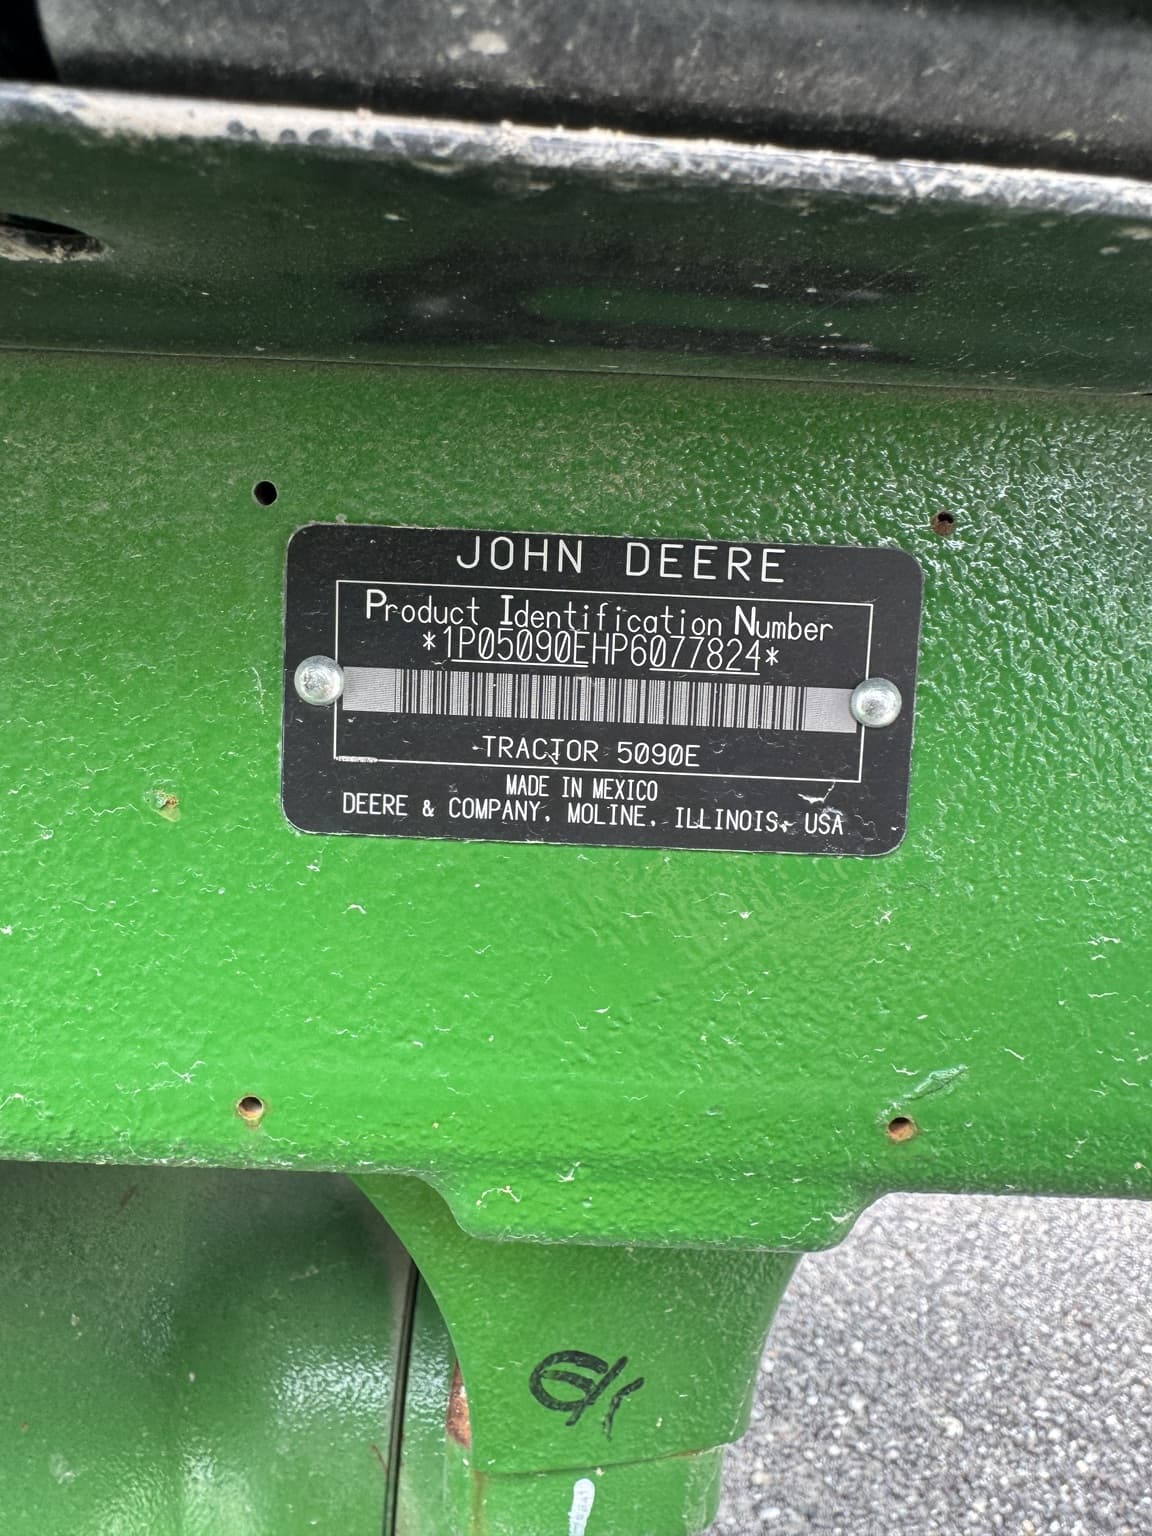 JOHN DEERE
Product Identification Number
*1P05090EHP6077824*
TRACTOR 5090E
MADE IN MEXICO
DEERE & COMPANY, MOLINE, ILLINOIS, USA